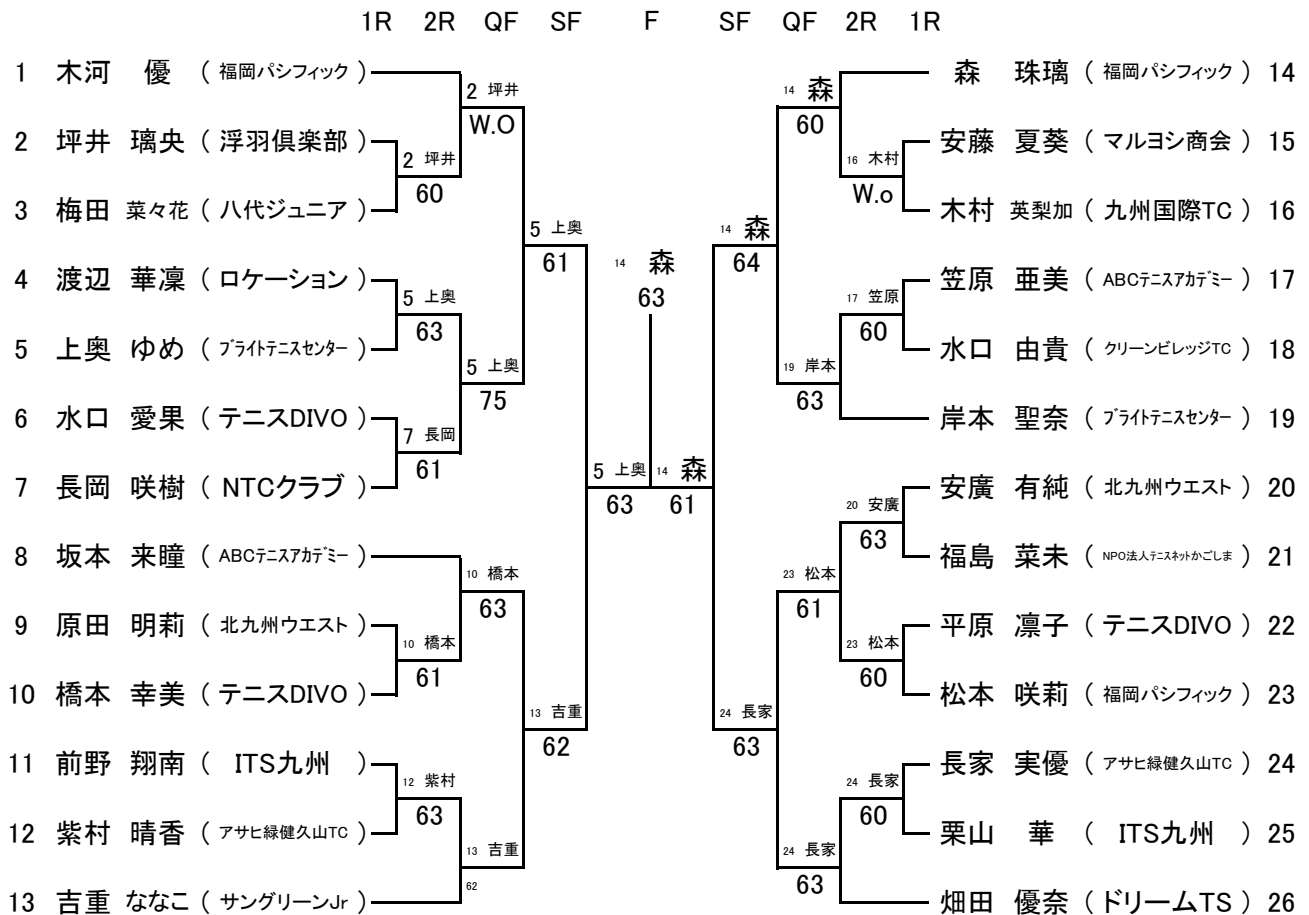 1R 2R QF SF F SF QF 2R 1R
1 木河 優 ( 福岡パシフィック )
2 坪井
W.O
2 坪井 璃央 ( 浮羽倶楽部 )
2 坪井
60
3 梅田 菜々花 ( 八代ジュニア )
5 上奥
61
4 渡辺 華凜 ( ロケーション )
5 上奥
63
5 上奥 ゆめ ( ブライトテニスセンター )
5 上奥
75
6 水口 愛果 ( テニスDIVO )
7 長岡
61
7 長岡 咲樹 ( NTCクラブ )
5 上奥
63
8 坂本 来瞳 ( ABCテニスアカデミー )
10 橋本
63
9 原田 明莉 ( 北九州ウエスト )
10 橋本
61
10 橋本 幸美 ( テニスDIVO )
13 吉重
62
11 前野 翔南 ( ITS九州 )
12 紫村
63
12 紫村 晴香 ( アサヒ緑健久山TC )
13 吉重
62
13 吉重 ななこ ( サングリーンJr )
14 森
63
14 森
61
森 珠璃 ( 福岡パシフィック ) 14
14 森
60
安藤 夏葵 ( マルヨシ商会 ) 15
16 木村
W.o
木村 英梨加 ( 九州国際TC ) 16
14 森
64
笠原 亜美 ( ABCテニスアカデミー ) 17
17 笠原
60
水口 由貴 ( クリーンビレッジTC ) 18
19 岸本
63
岸本 聖奈 ( ブライトテニスセンター ) 19
安廣 有純 ( 北九州ウエスト ) 20
20 安廣
63
福島 菜未 ( NPO法人テニスネットかごしま ) 21
23 松本
61
平原 凛子 ( テニスDIVO ) 22
23 松本
60
松本 咲莉 ( 福岡パシフィック ) 23
24 長家
63
長家 実優 ( アサヒ緑健久山TC ) 24
24 長家
60
栗山 華 ( ITS九州 ) 25
24 長家
63
畑田 優奈 ( ドリームTS ) 26